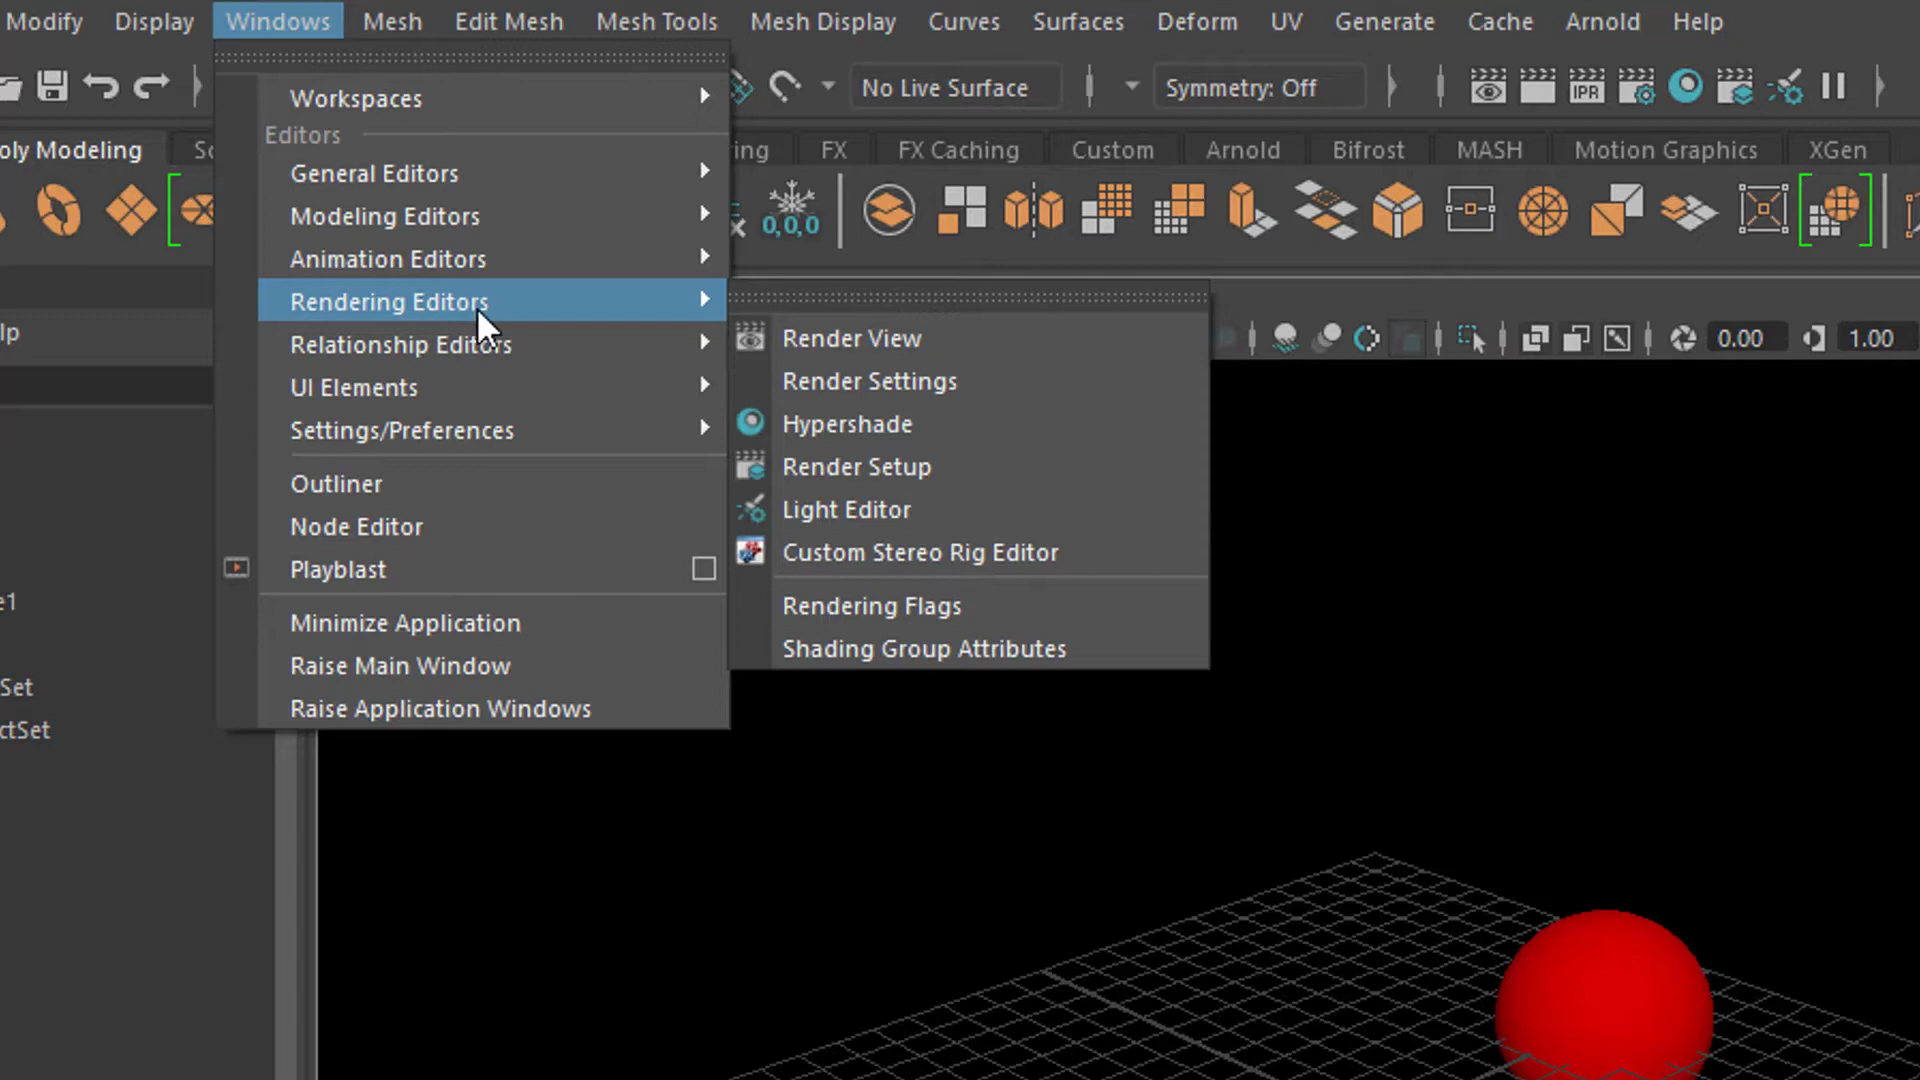 Modify Display Windows Mesh Edit Mesh Mesh Tools Mesh Display Curves Surfaces Deform UV Generate Cache Arnold Help
No Live Surface Symmetry: Off IPR
oly Modeling Sc ing FX FX Caching Custom Arnold Bifrost MASH Motion Graphics XGen
0,0,0
Workspaces
Editors
General Editors
Modeling Editors
Animation Editors
Rendering Editors
Relationship Editors
UI Elements
Settings/Preferences
Outliner
Node Editor
Playblast
Minimize Application
Raise Main Window
Raise Application Windows
Render View
Render Settings
Hypershade
Render Setup
Light Editor
Custom Stereo Rig Editor
Rendering Flags
Shading Group Attributes
0.00 1.00
lp
e1
Set
ctSet